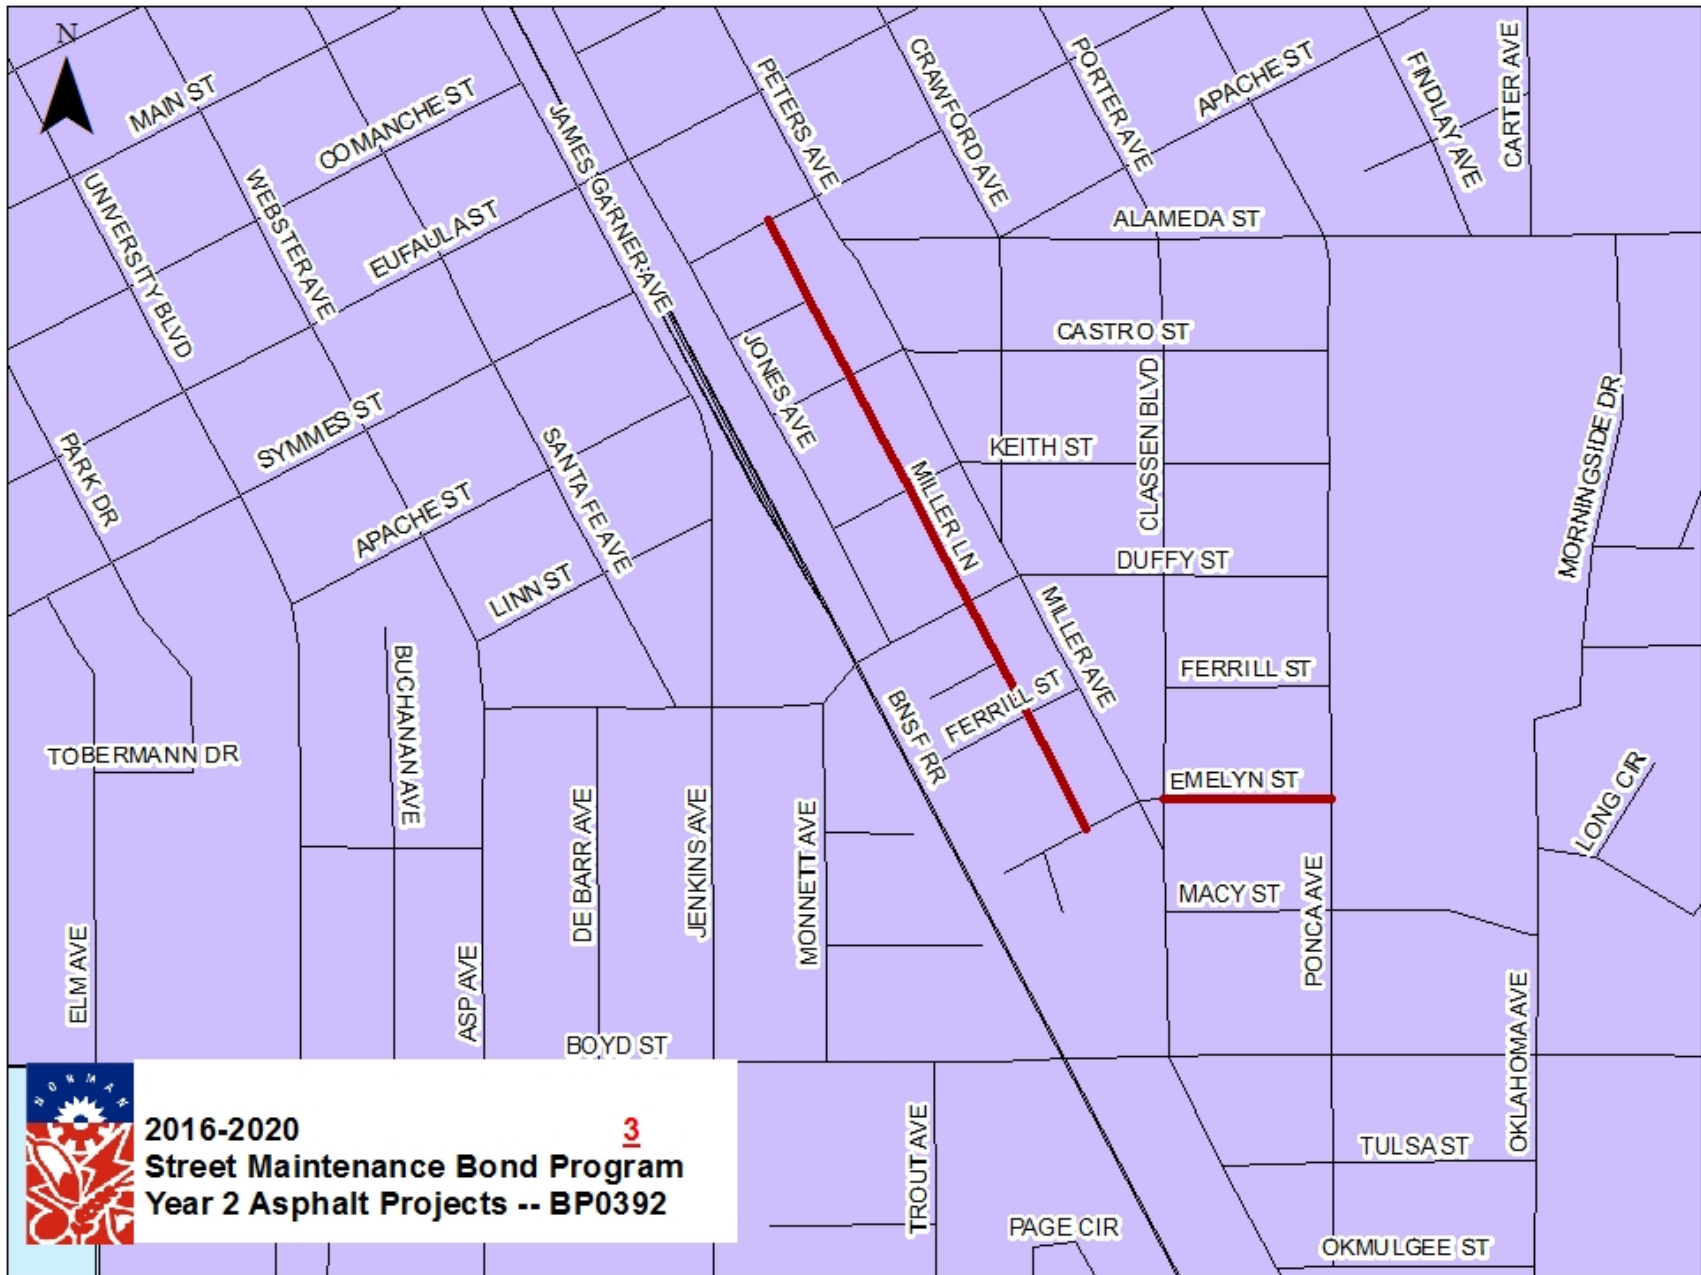 N
MAIN ST
COMANCHE ST
EUFAULA ST
UNIVERSITY BLVD
WEBSTER AVE
JAMES GARNER AVE
PETERS AVE
CRAWFORD AVE
PORTER AVE
APACHE ST
FINDLAY AVE
CARTER AVE
ALAMEDA ST
CASTRO ST
JONES AVE
CLASSEN BLVD
KEITH ST
MORNINGSIDE DR
SYMMES ST
PARK DR
SANTA FE AVE
APACHE ST
LINN ST
MILLER LN
DUFFY ST
MILLER AVE
FERRILL ST
FERRILL ST
BUCHANAN AVE
BNSF RR
TOBERMANN DR
EMELYN ST
LONG CIR
DE BARR AVE
JENKINS AVE
MONNETT AVE
MACY ST
PONCA AVE
ELM AVE
ASP AVE
OKLAHOMA AVE
BOYD ST
TROUT AVE
TULSA ST
PAGE CIR
OKMULGEE ST
NORMAN
2016-2020 3
Street Maintenance Bond Program
Year 2 Asphalt Projects -- BP0392